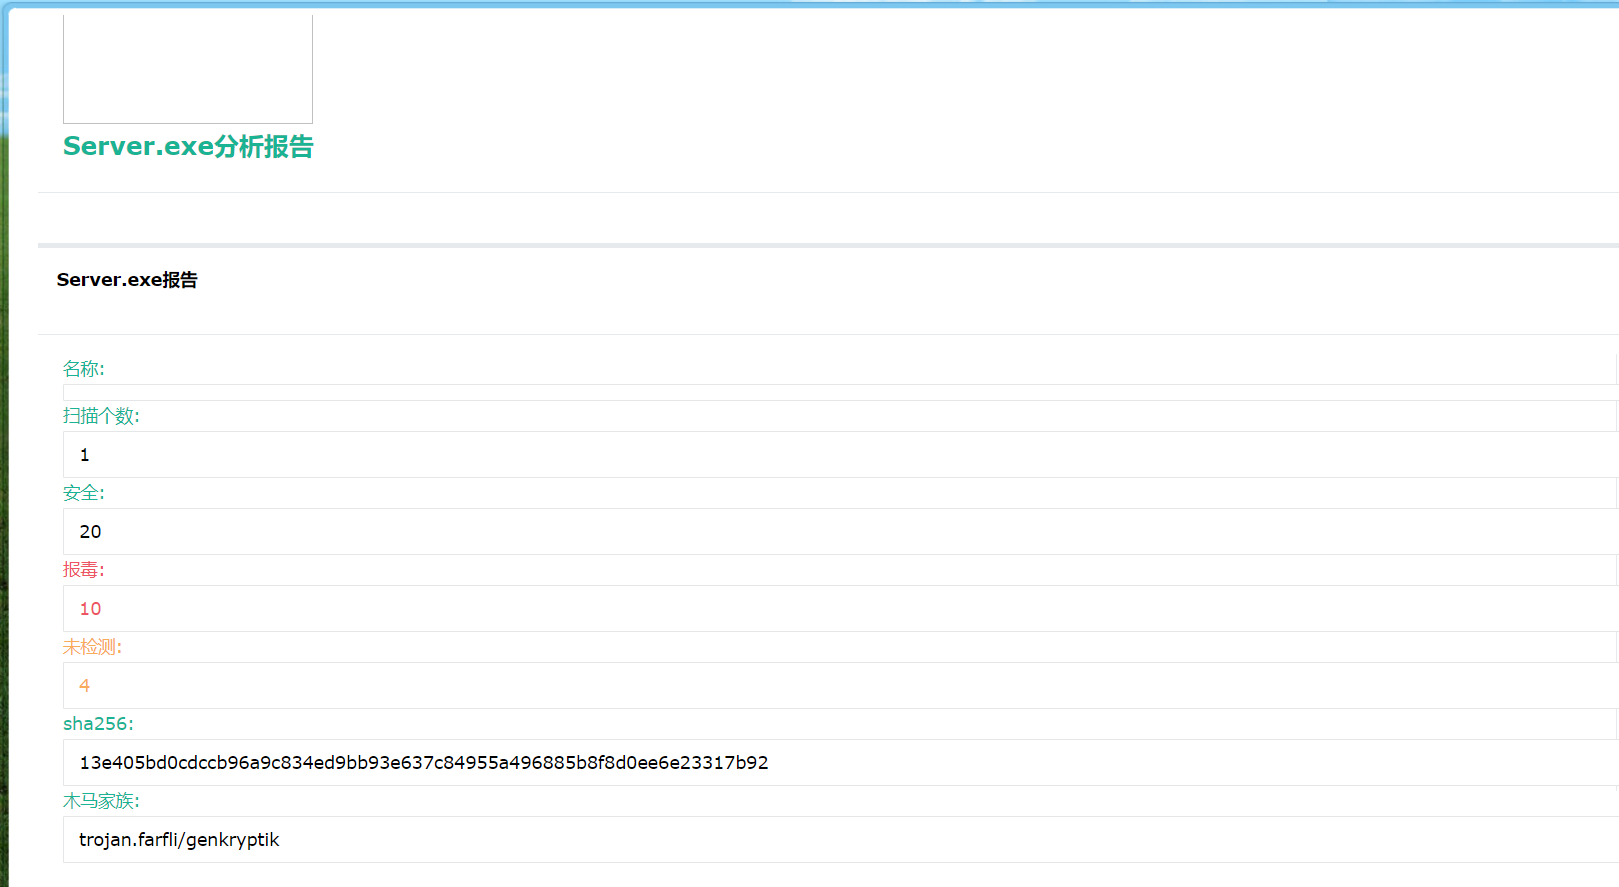 Server.exe分析报告
Server.exe报告
名称:
扫描个数:
1
安全:
20
报毒:
10
未检测:
4
sha256:
13e405bd0cdccb96a9c834ed9bb93e637c84955a496885b8f8d0ee6e23317b92
木马家族:
trojan.farfli/genkryptik